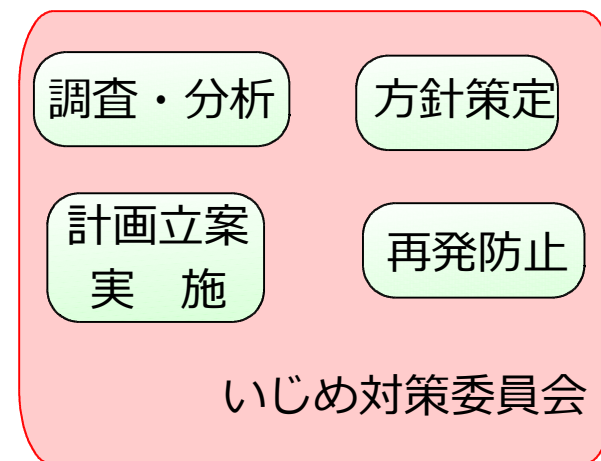 調査・分析
方針策定
計画立案
実　施
再発防止
いじめ対策委員会